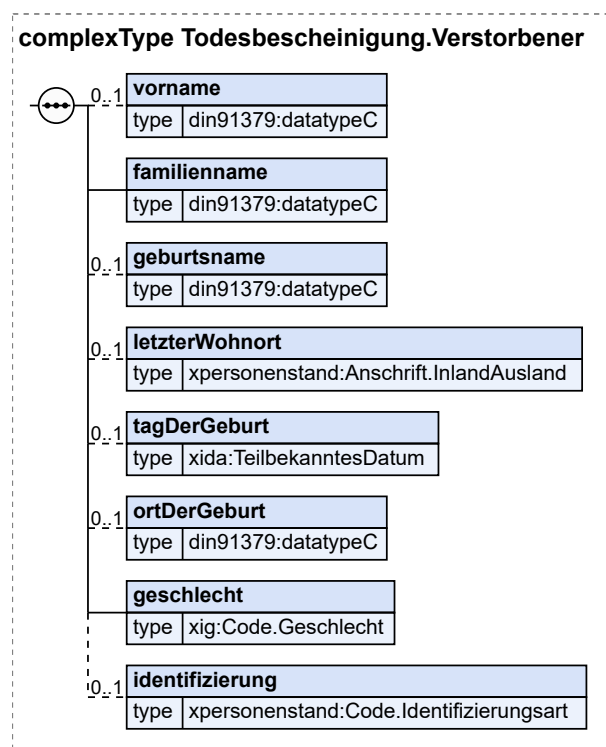 complexType Todesbescheinigung.Verstorbener
0..1
vorname
type din91379:datatypeC
familienname
type din91379:datatypeC
0..1
geburtsname
type din91379:datatypeC
0..1
letzterWohnort
type xpersonenstand:Anschrift.InlandAusland
0..1
tagDerGeburt
type xida:TeilbekanntesDatum
0..1
ortDerGeburt
type din91379:datatypeC
geschlecht
type xig:Code.Geschlecht
0..1
identifizierung
type xpersonenstand:Code.Identifizierungsart